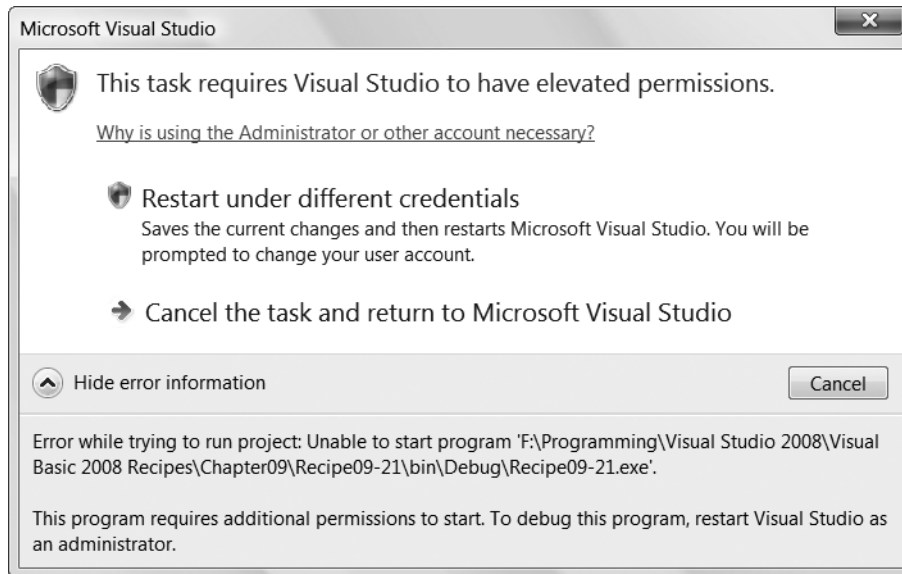 Microsoft Visual Studio
This task requires Visual Studio to have elevated permissions.
Why is using the Administrator or other account necessary?
Restart under different credentials
Saves the current changes and then restarts Microsoft Visual Studio. You will be
prompted to change your user account.
Cancel the task and return to Microsoft Visual Studio
Hide error information
Cancel
Error while trying to run project: Unable to start program 'F:\Programming\Visual Studio 2008\Visual
Basic 2008 Recipes\Chapter09\Recipe09-21\bin\Debug\Recipe09-21.exe'.
This program requires additional permissions to start. To debug this program, restart Visual Studio as
an administrator.